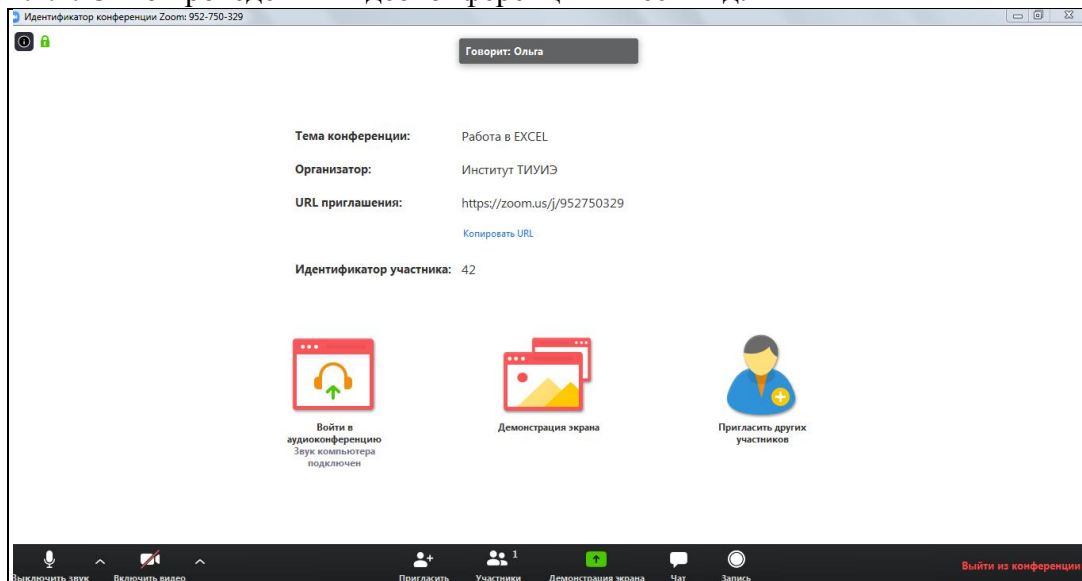 Идентификатор конференции Zoom: 952-750-329
Говорит: Ольга
Тема конференции: Работа в EXCEL
Организатор: Институт ТИУИЭ
URL приглашения: https://zoom.us/j/952750329
Копировать URL
Идентификатор участника: 42
Войти в
аудиоконференцию
Звук компьютера
подключен
Демонстрация экрана
Пригласить других
участников
1
Выключить звук Включить видео Пригласить Участники Демонстрация экрана Чат Запись Выйти из конференции